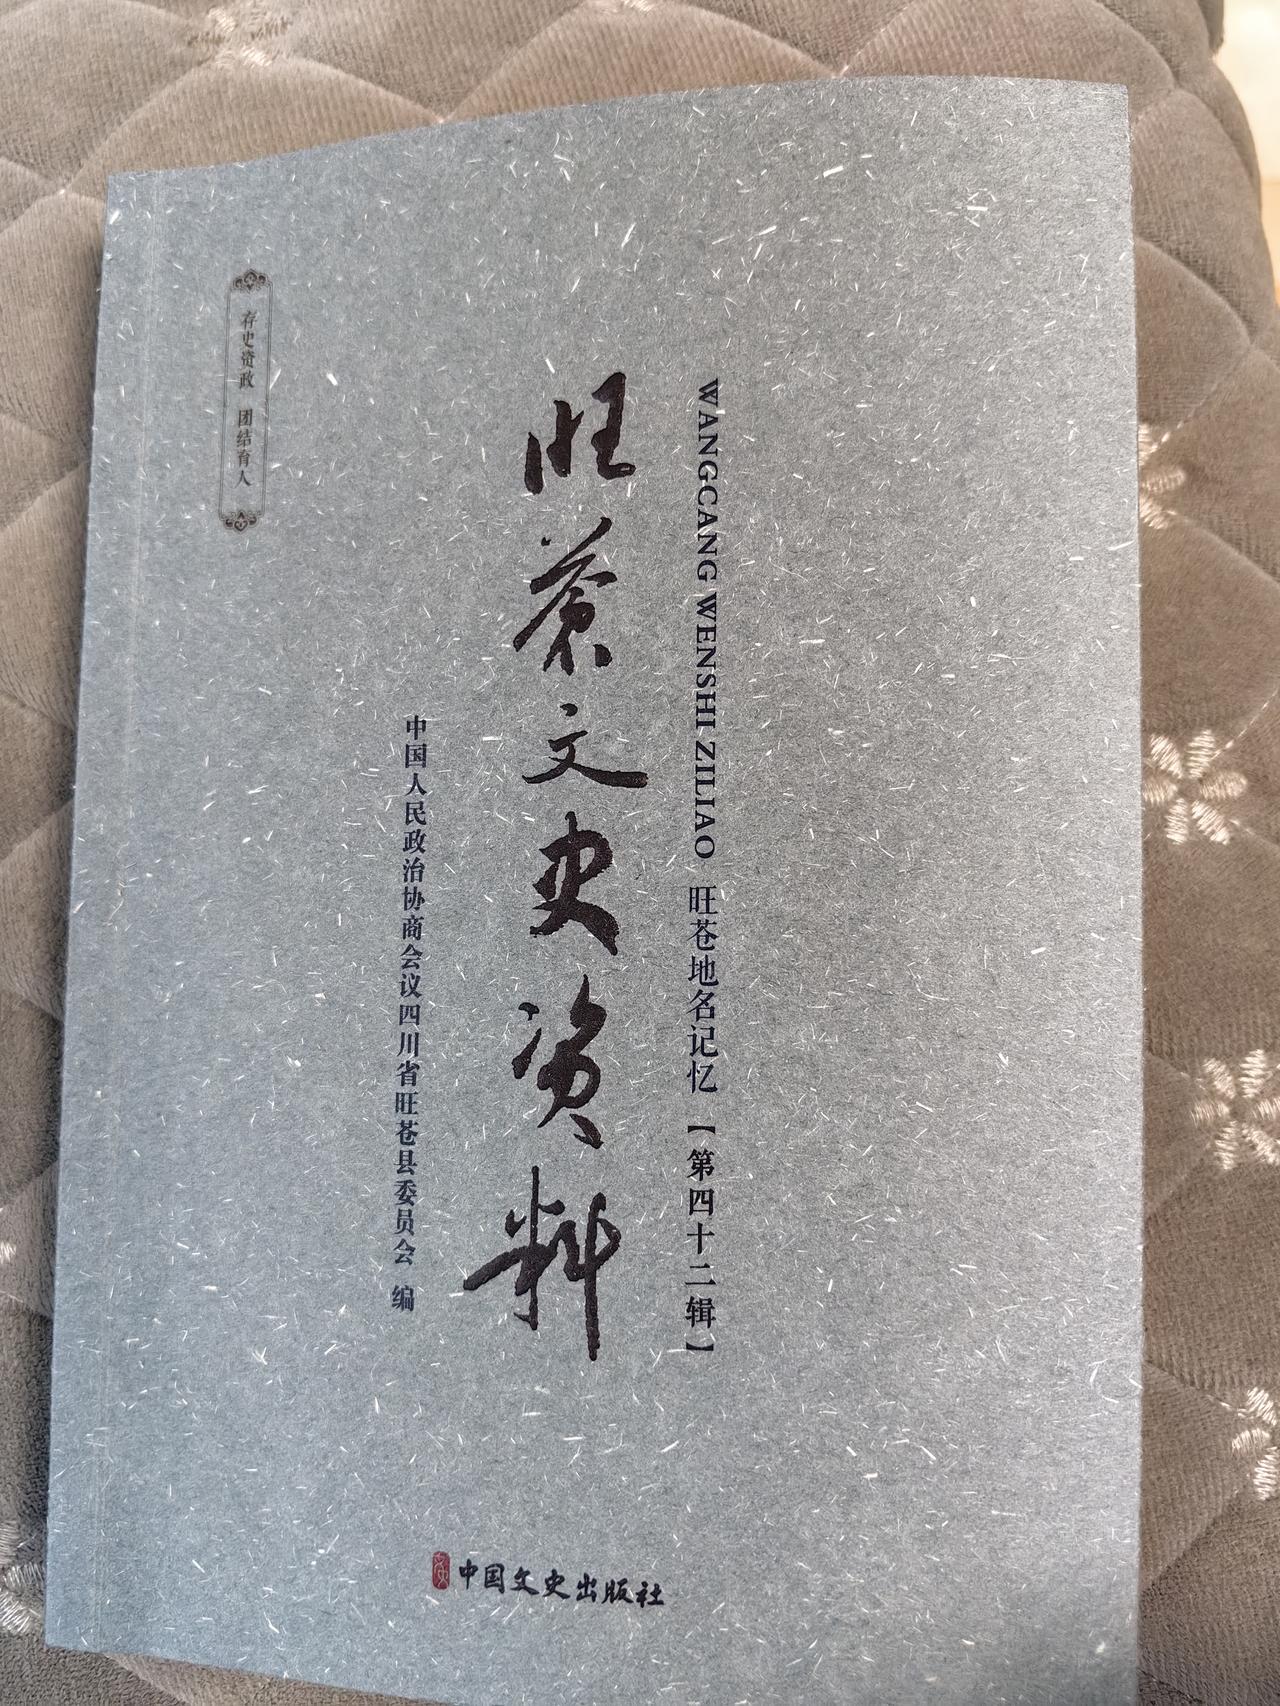 WANGCANG WENSHI ZILIAO 旺苍地名记忆【第四十二辑】
旺苍文史资料
中国人民政治协商会议四川省旺苍县委员会 编
存史资政 团结育人
文史 中国文史出版社